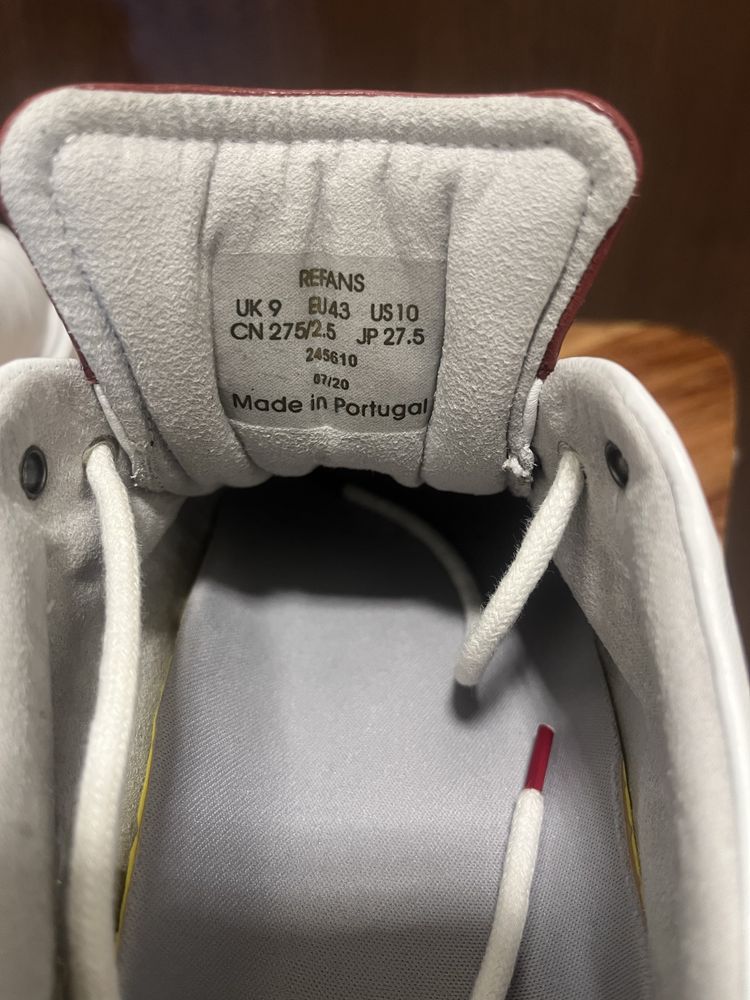 REFANS
UK 9 EU43 US10
CN 275/2.5 JP 27.5
245610
07/20
Made in Portugal